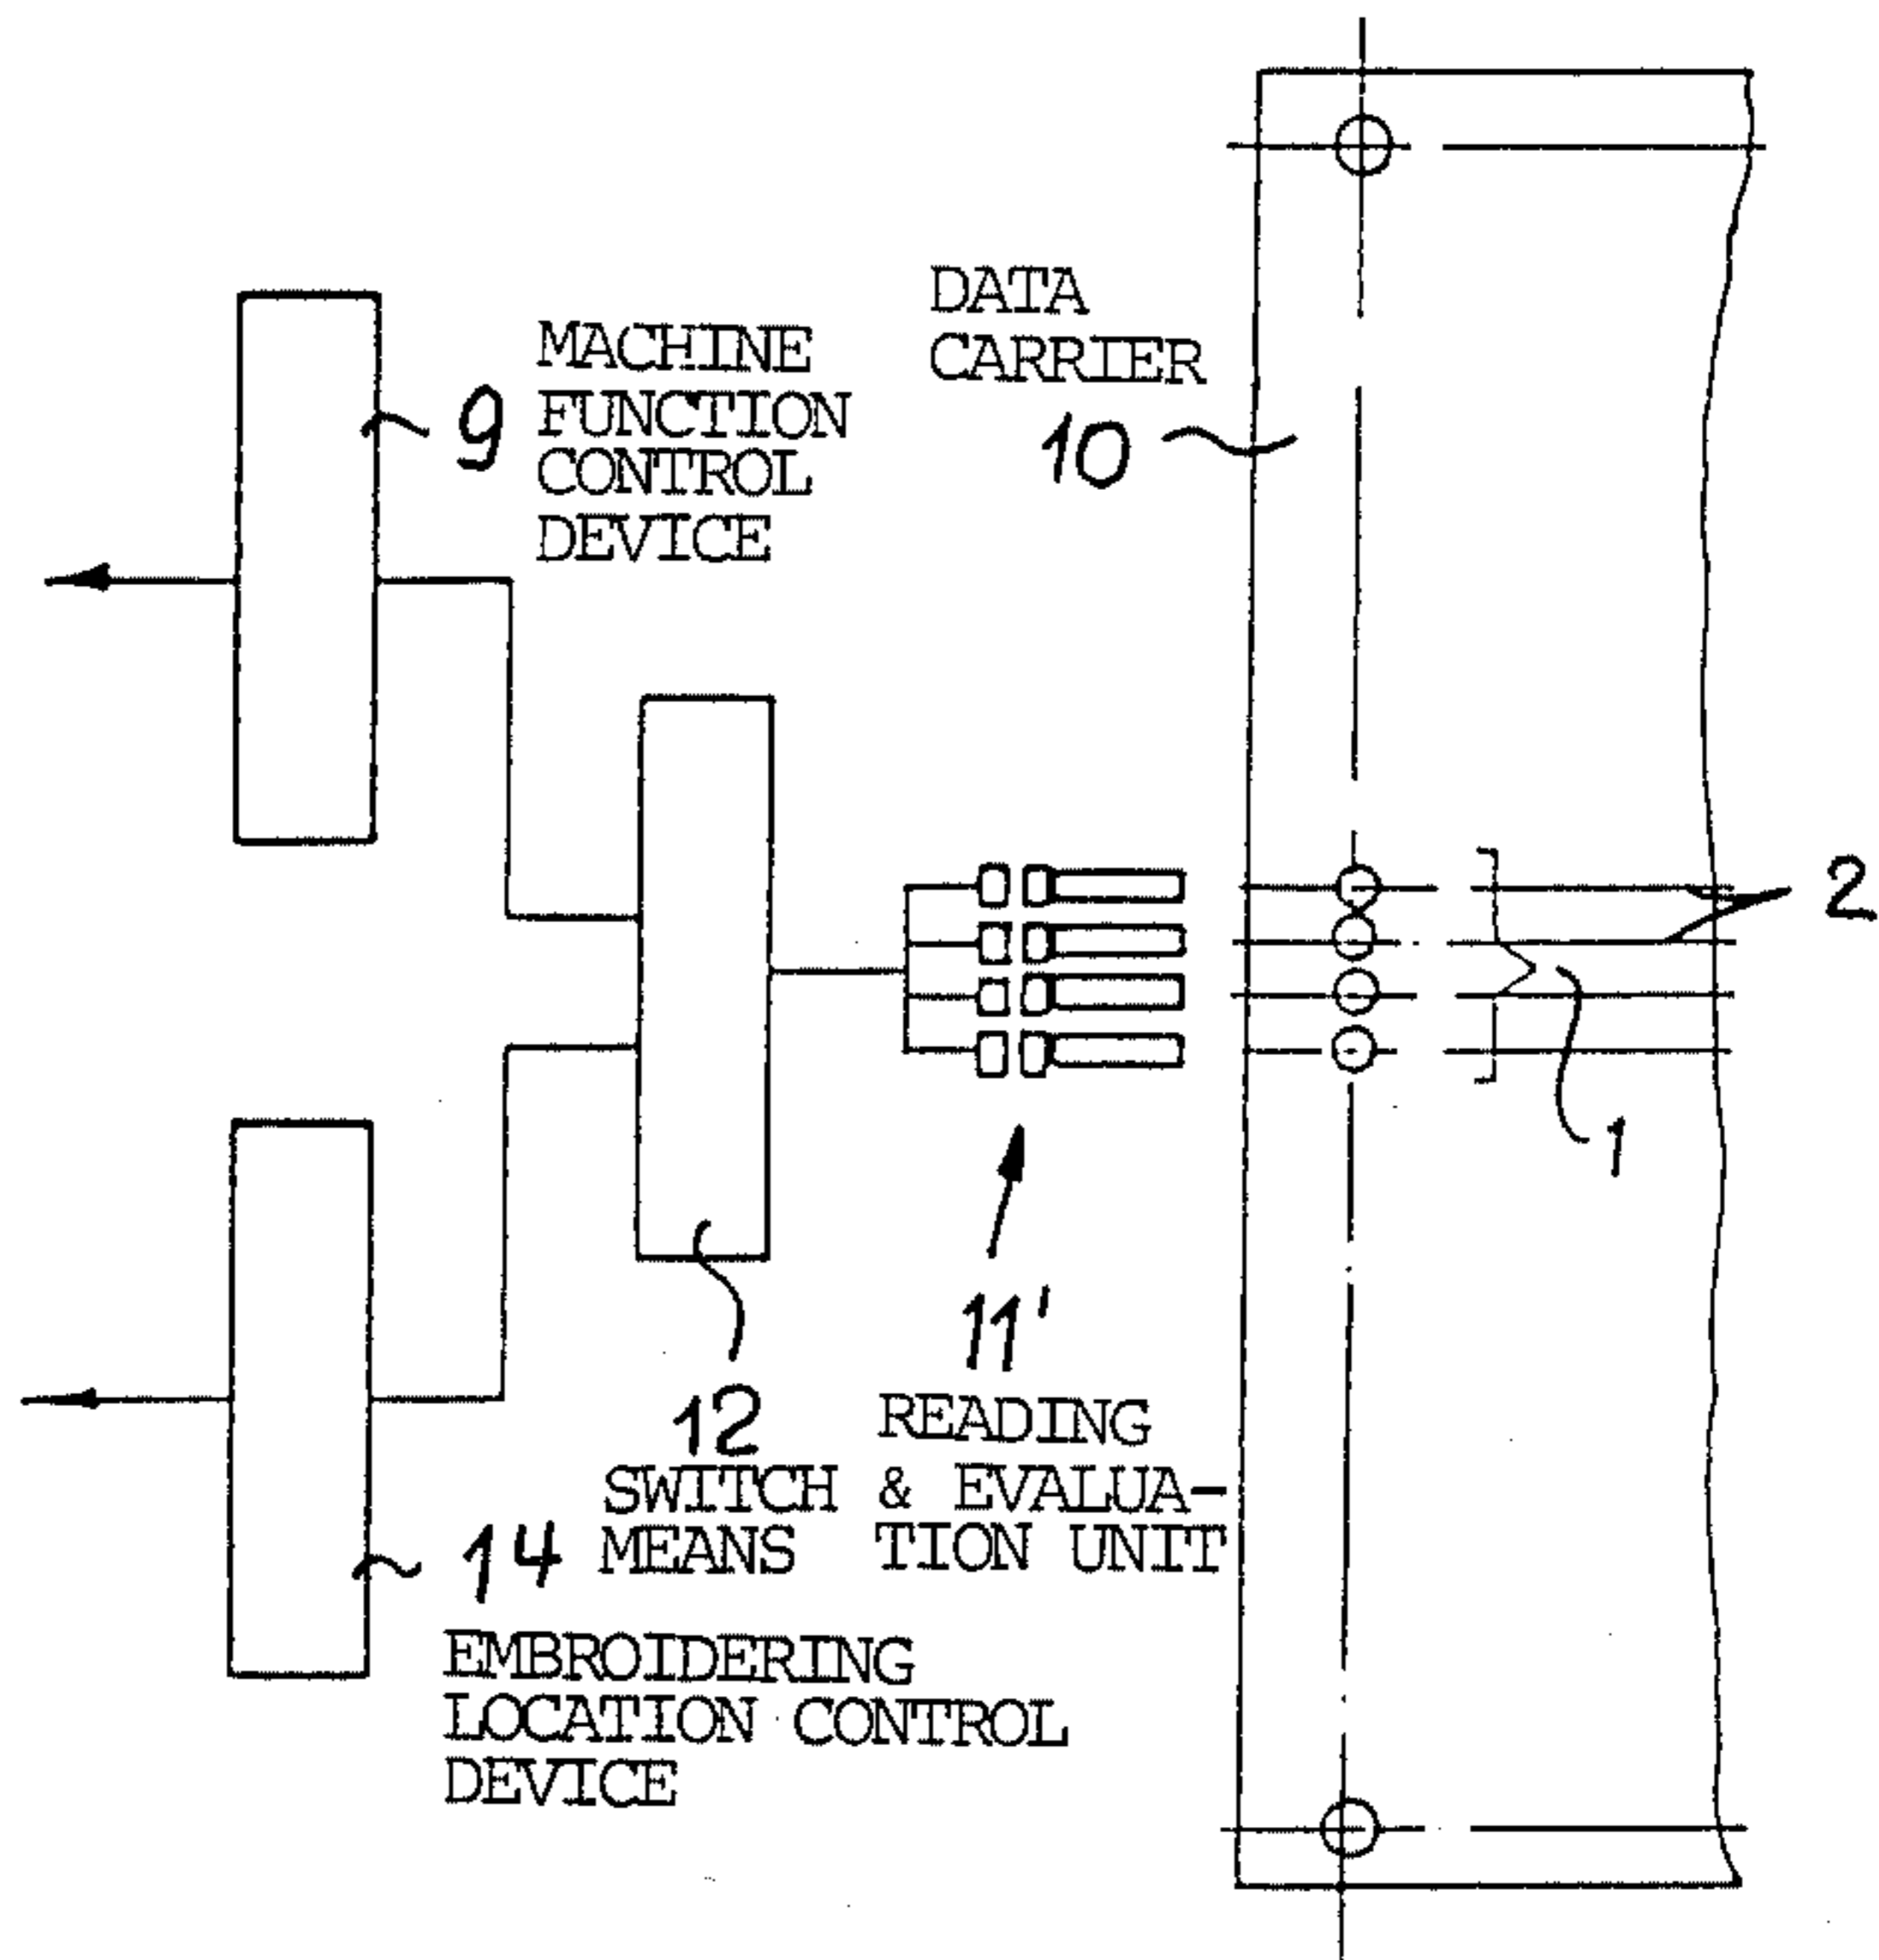 DATA
CARRIER
10
MACHINE
9 FUNCTION
CONTROL
DEVICE
2
1
11'
12
READING
SWITCH & EVALUA-
MEANS TION UNIT
14
EMBROIDERING
LOCATION CONTROL
DEVICE